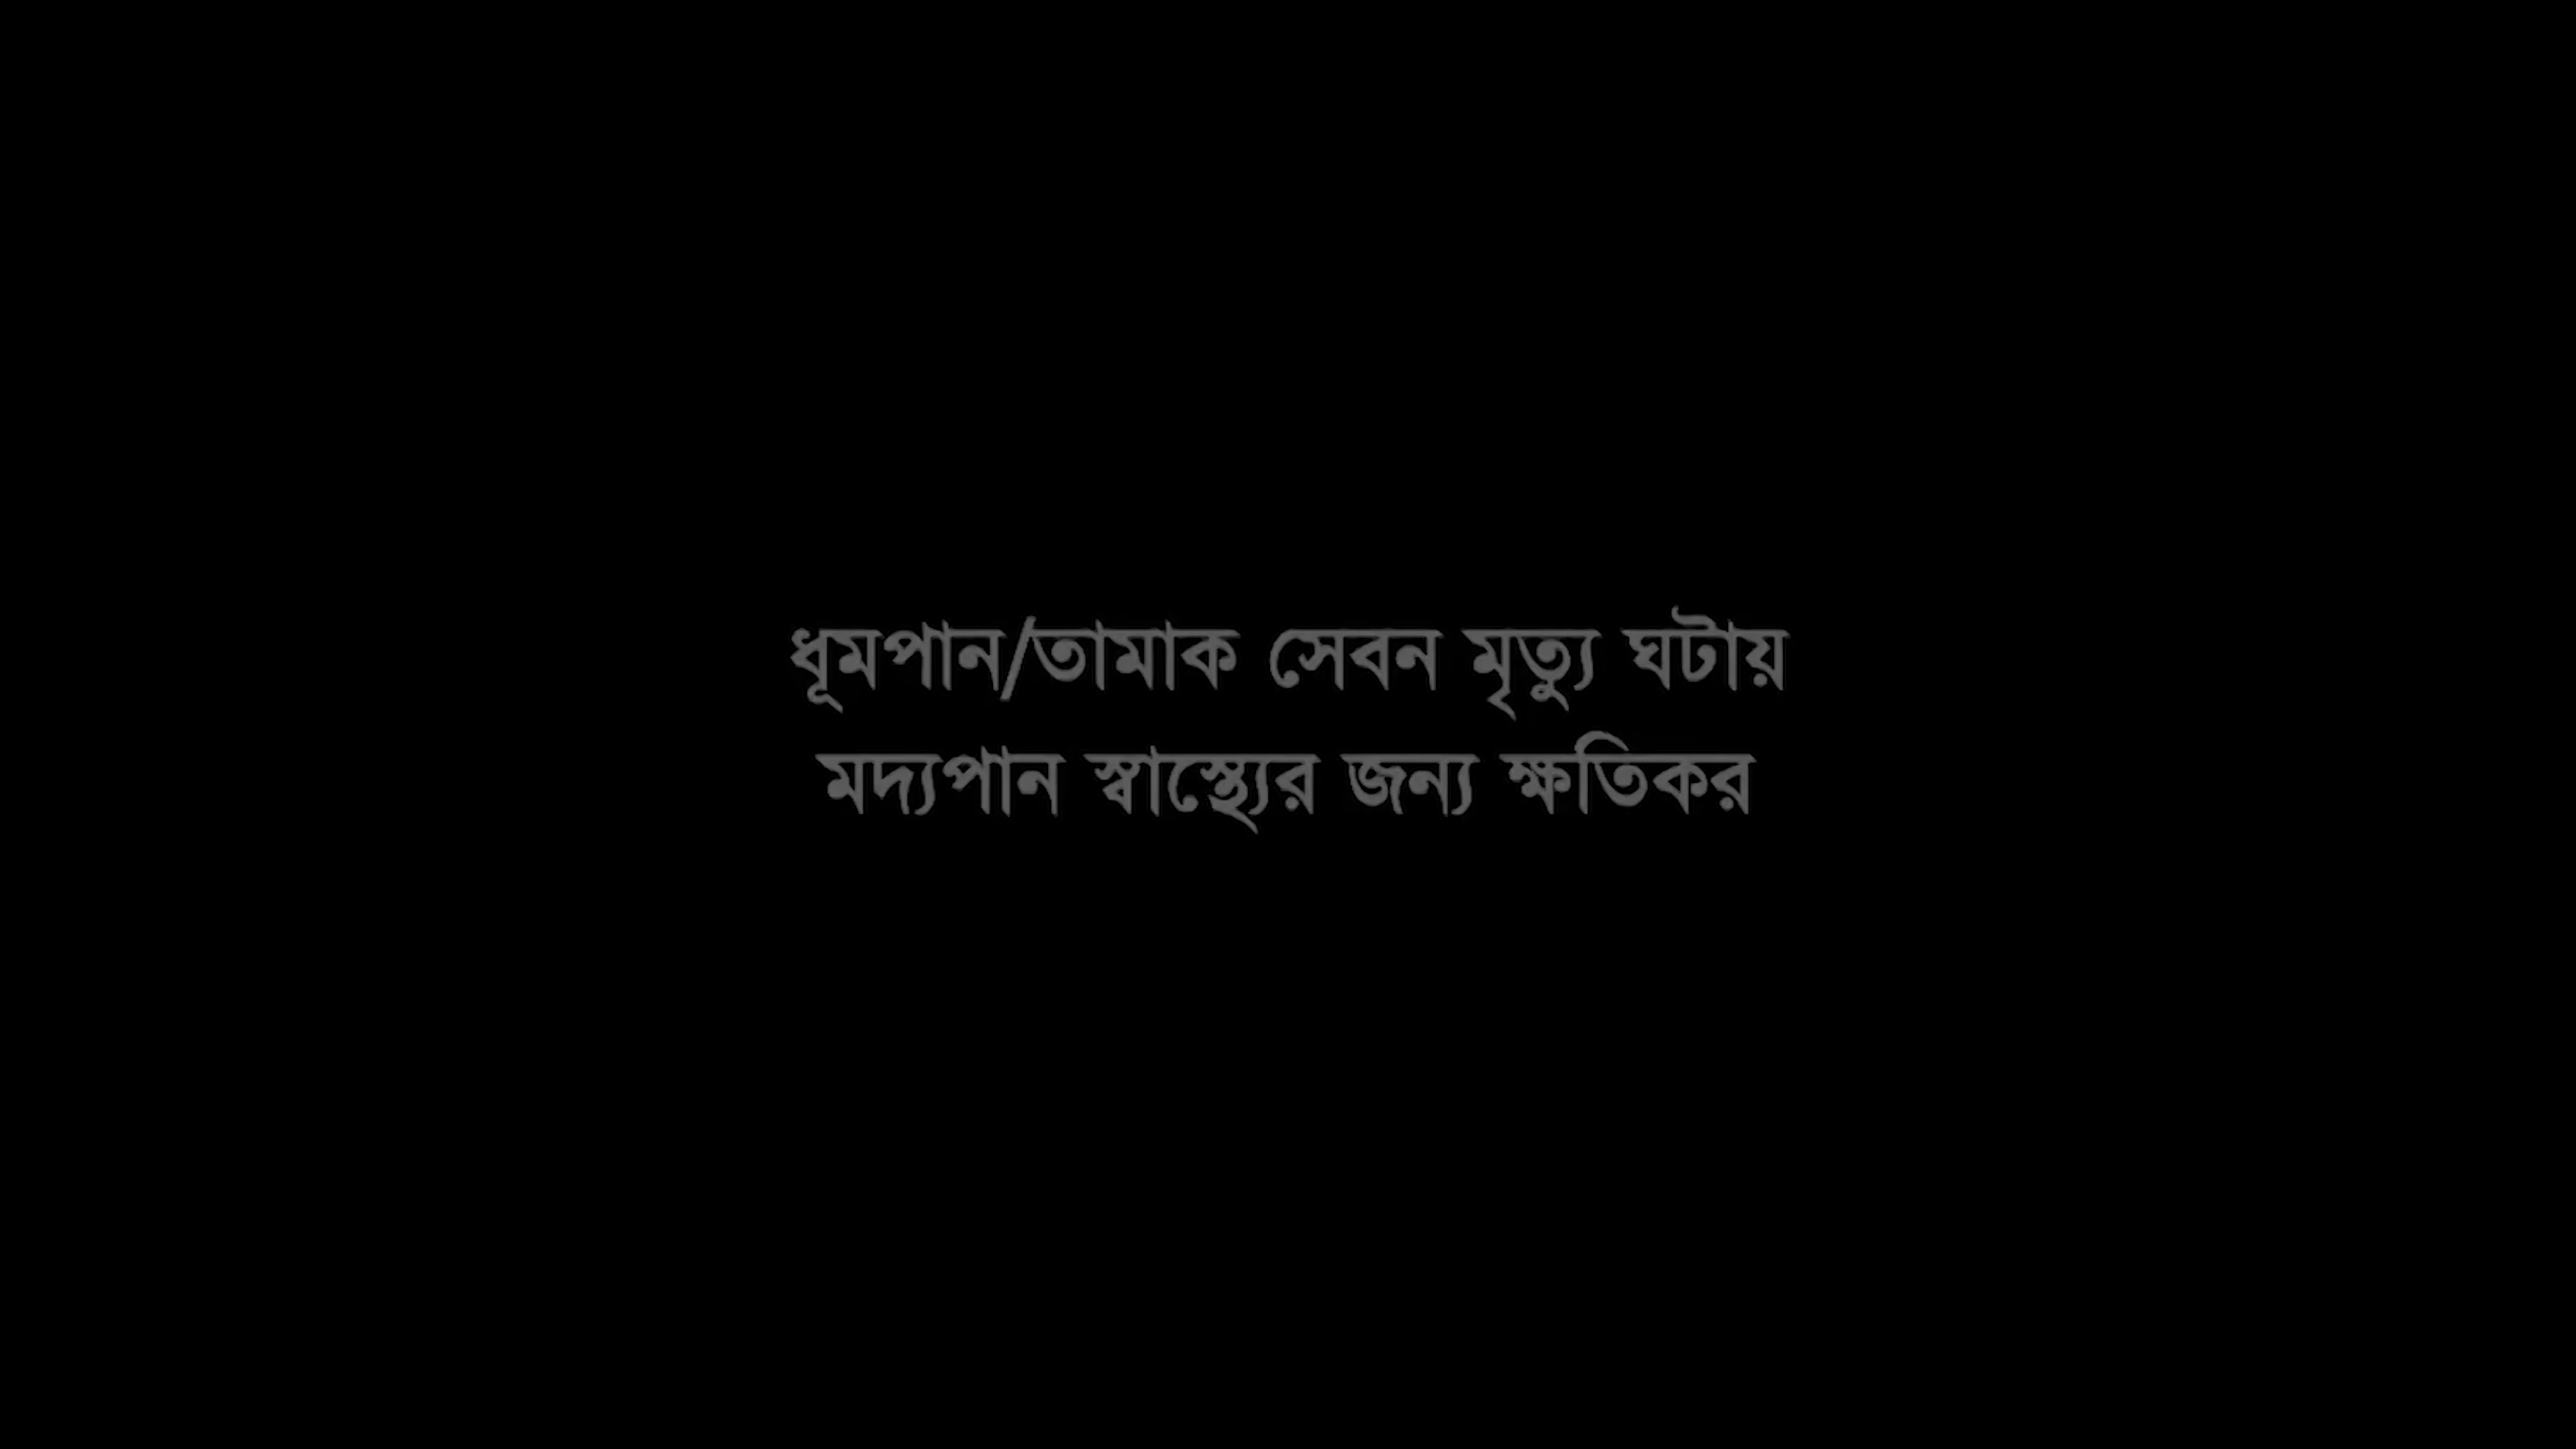 ধূমপান/তামাক সেবন মৃত্যু ঘটায়
মদ্যপান স্বাস্থ্যের জন্য ক্ষতিকর